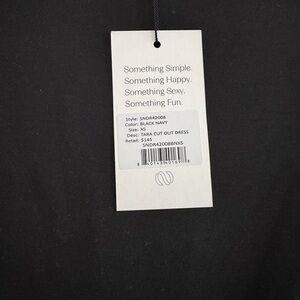 Something Simple.
Something Happy.
Something Sexy.
Something Fun.
Style: SNDR42008
Color: BLACK NAVY
Size: XS
Desc: TARA CUT OUT DRESS
Retail: $145
SNDR42008BNXS